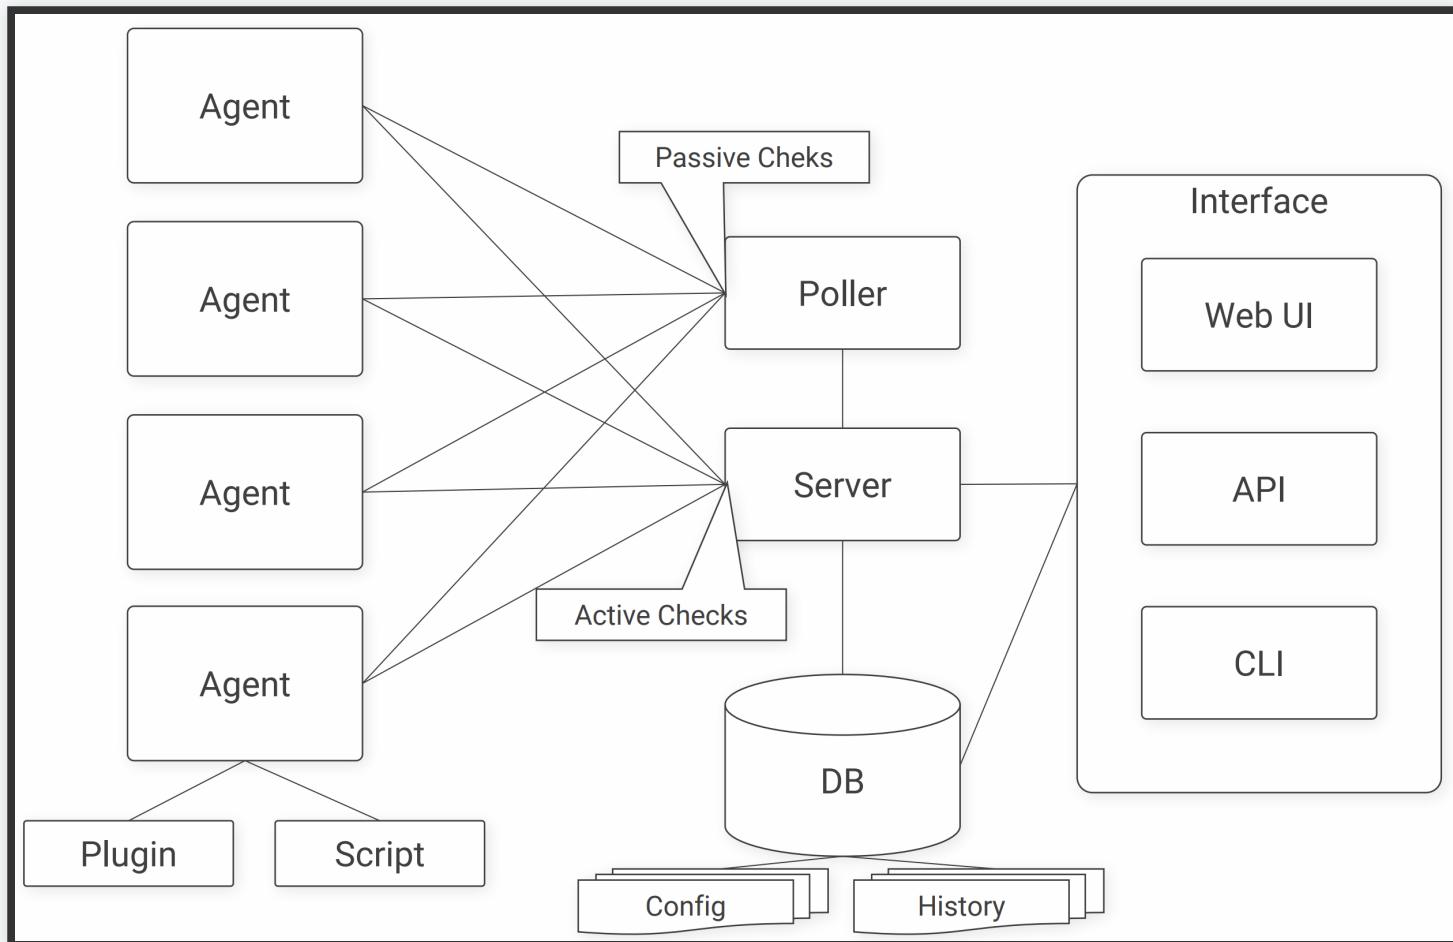 Agent
Agent
Agent
Agent
Plugin
Script
Passive Cheks
Poller
Server
Active Checks
DB
Config
History
Interface
Web UI
API
CLI